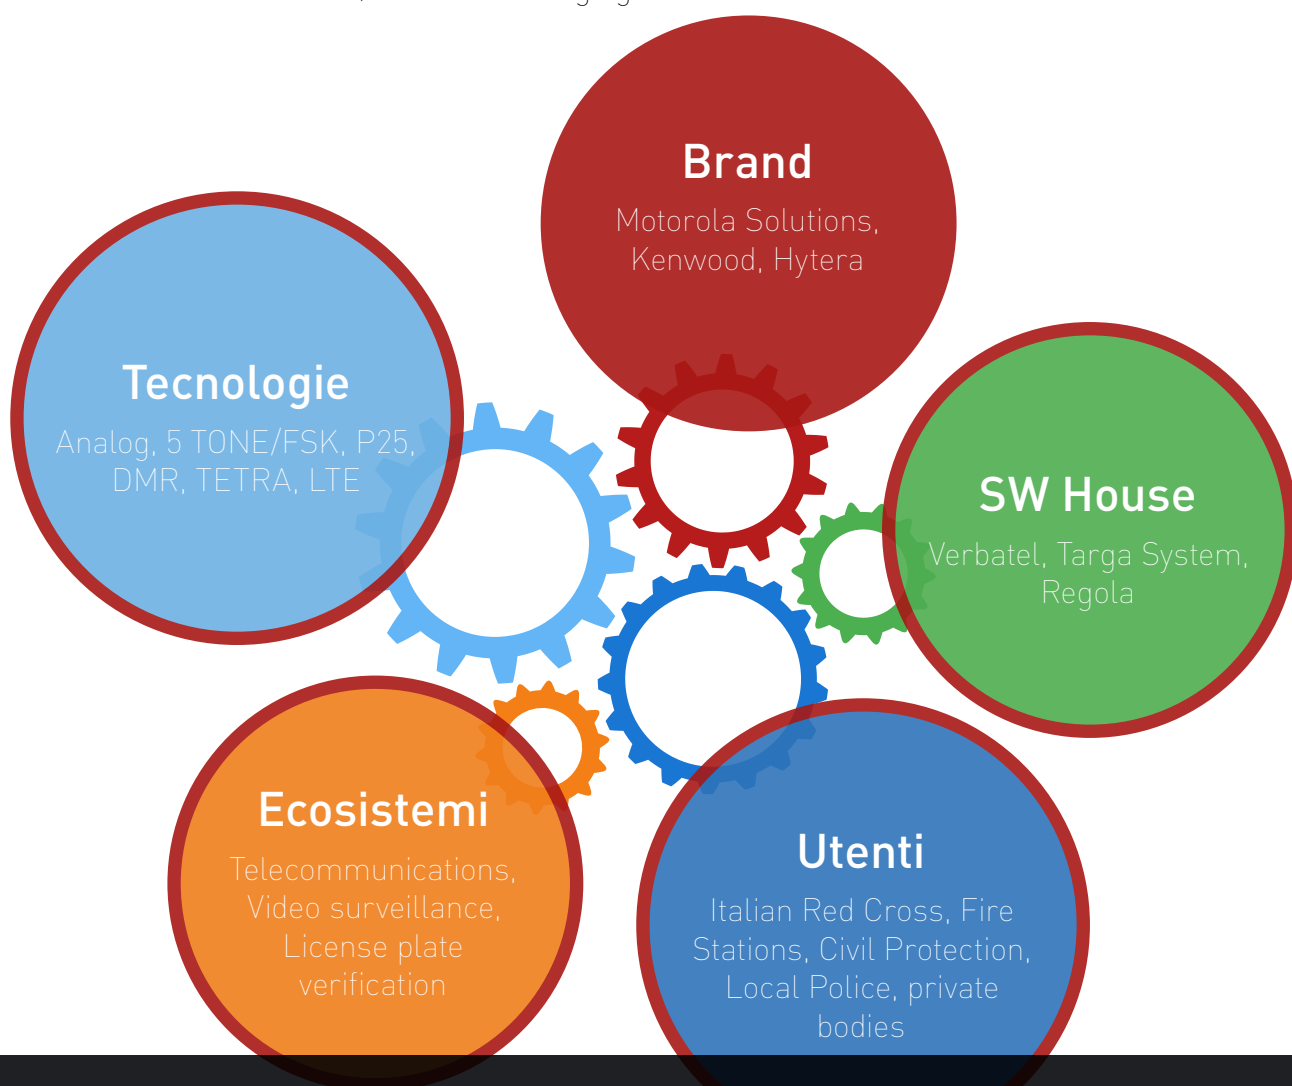 Brand
Motorola Solutions,
Kenwood, Hytera
Tecnologie
Analog, 5 TONE/FSK, P25,
DMR, TETRA, LTE
SW House
Verbatel, Targa System,
Regola
Ecosistemi
Telecommunications,
Video surveillance,
License plate
verification
Utenti
Italian Red Cross, Fire
Stations, Civil Protection,
Local Police, private
bodies